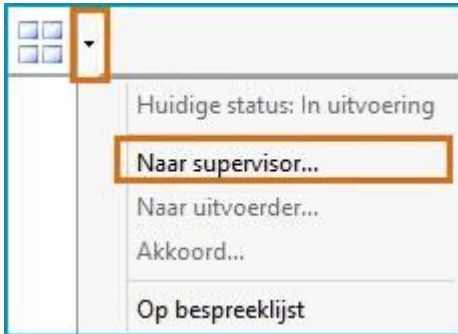 Huidige status: In uitvoering
Naar supervisor...
Naar uitvoerder...
Akkoord...
Op bespreeklijst